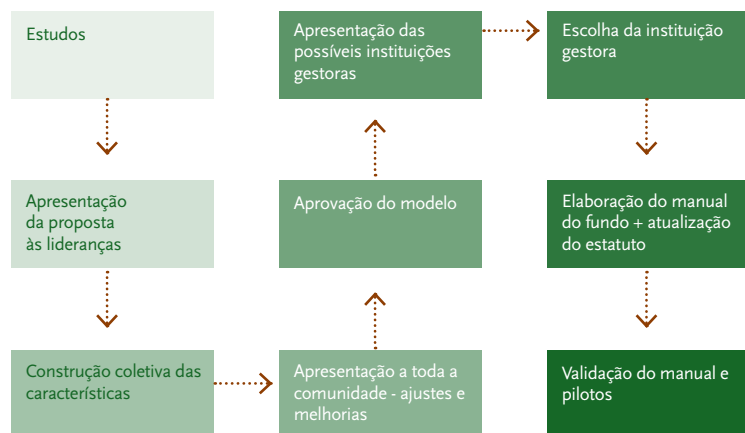 Estudos
Apresentação
da proposta
às lideranças
Construção coletiva das
características
Apresentação a toda a
comunidade - ajustes e
melhorias
Aprovação do modelo
Apresentação das
possíveis instituições
gestoras
Escolha da instituição
gestora
Elaboração do manual
do fundo + atualização
do estatuto
Validação do manual e
pilotos